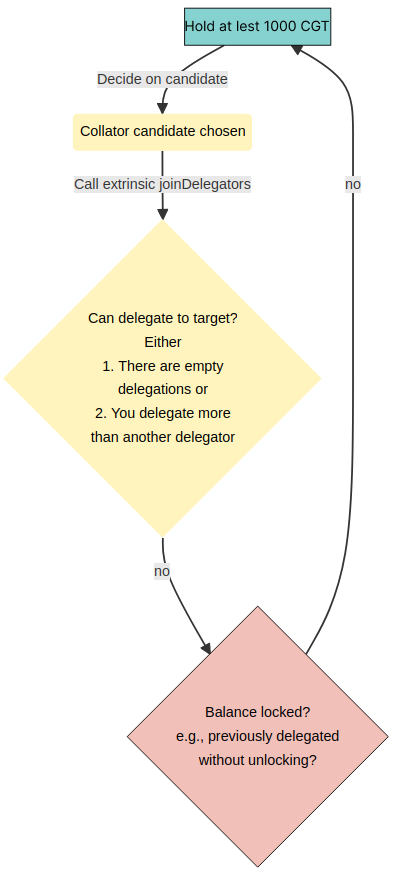 Hold at lest 1000 CGT
Decide on candidate
Collator candidate chosen
Call extrinsic joinDelegators
no
Can delegate to target?
Either
1. There are empty
delegations or
2. You delegate more
than another delegator
no
Balance locked?
e.g., previously delegated
without unlocking?